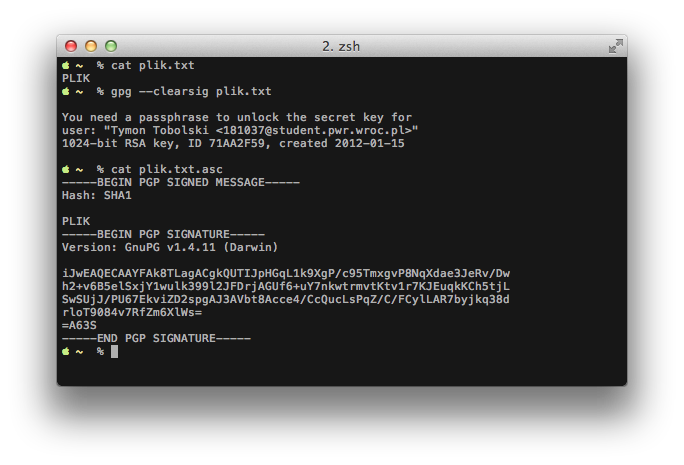 2. zsh
~ % cat plik.txt
PLIK
~ % gpg --clearsig plik.txt
You need a passphrase to unlock the secret key for
user: "Tymon Tobolski <181037@student.pwr.wroc.pl>"
1024-bit RSA key, ID 71AA2F59, created 2012-01-15
~ % cat plik.txt.asc
-----BEGIN PGP SIGNED MESSAGE-----
Hash: SHA1
PLIK
-----BEGIN PGP SIGNATURE-----
Version: GnuPG v1.4.11 (Darwin)
iJwEAQECAAYFAk8TLagACgkQUTIJpHGqL1k9XgP/c95TmxgvP8NqXdae3JeRv/Dw
h2+v6B5elSxjY1wulk399l2JFDrjAGUf6+uY7nkwtrmvtKtv1r7KJEuqkKCh5tjL
SwSUjJ/PU67EkviZD2spgAJ3AVbt8Acce4/CcQucLsPqZ/C/FCylLAR7byjkq38d
rloT9084v7RfZm6XlWs=
=A63S
-----END PGP SIGNATURE-----
~ %